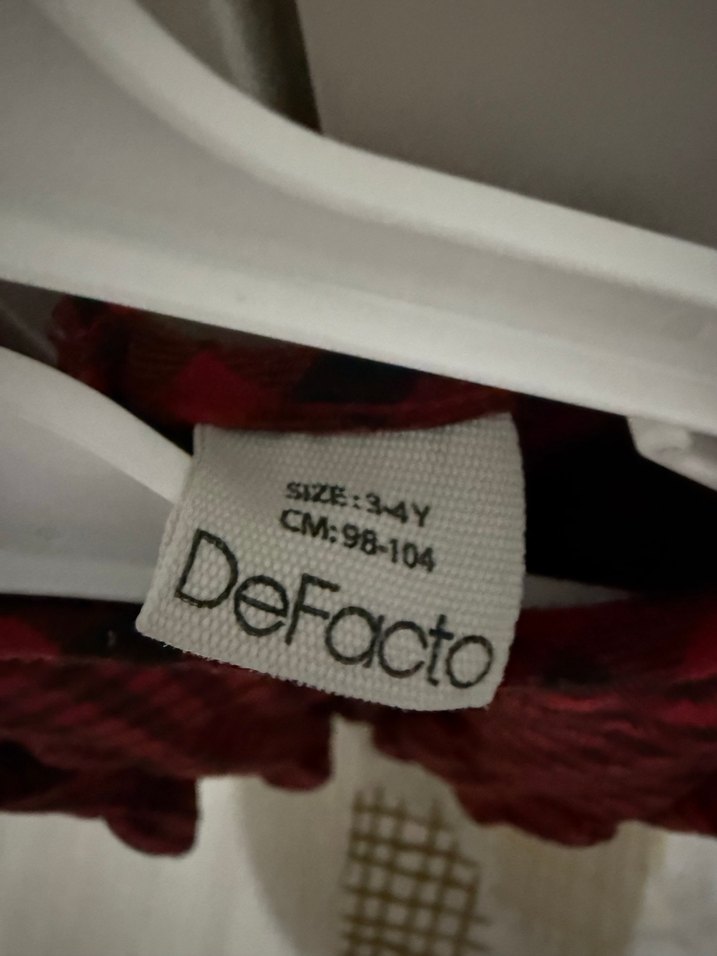 SIZE: 3-4Y
CM: 98-104
DeFacto